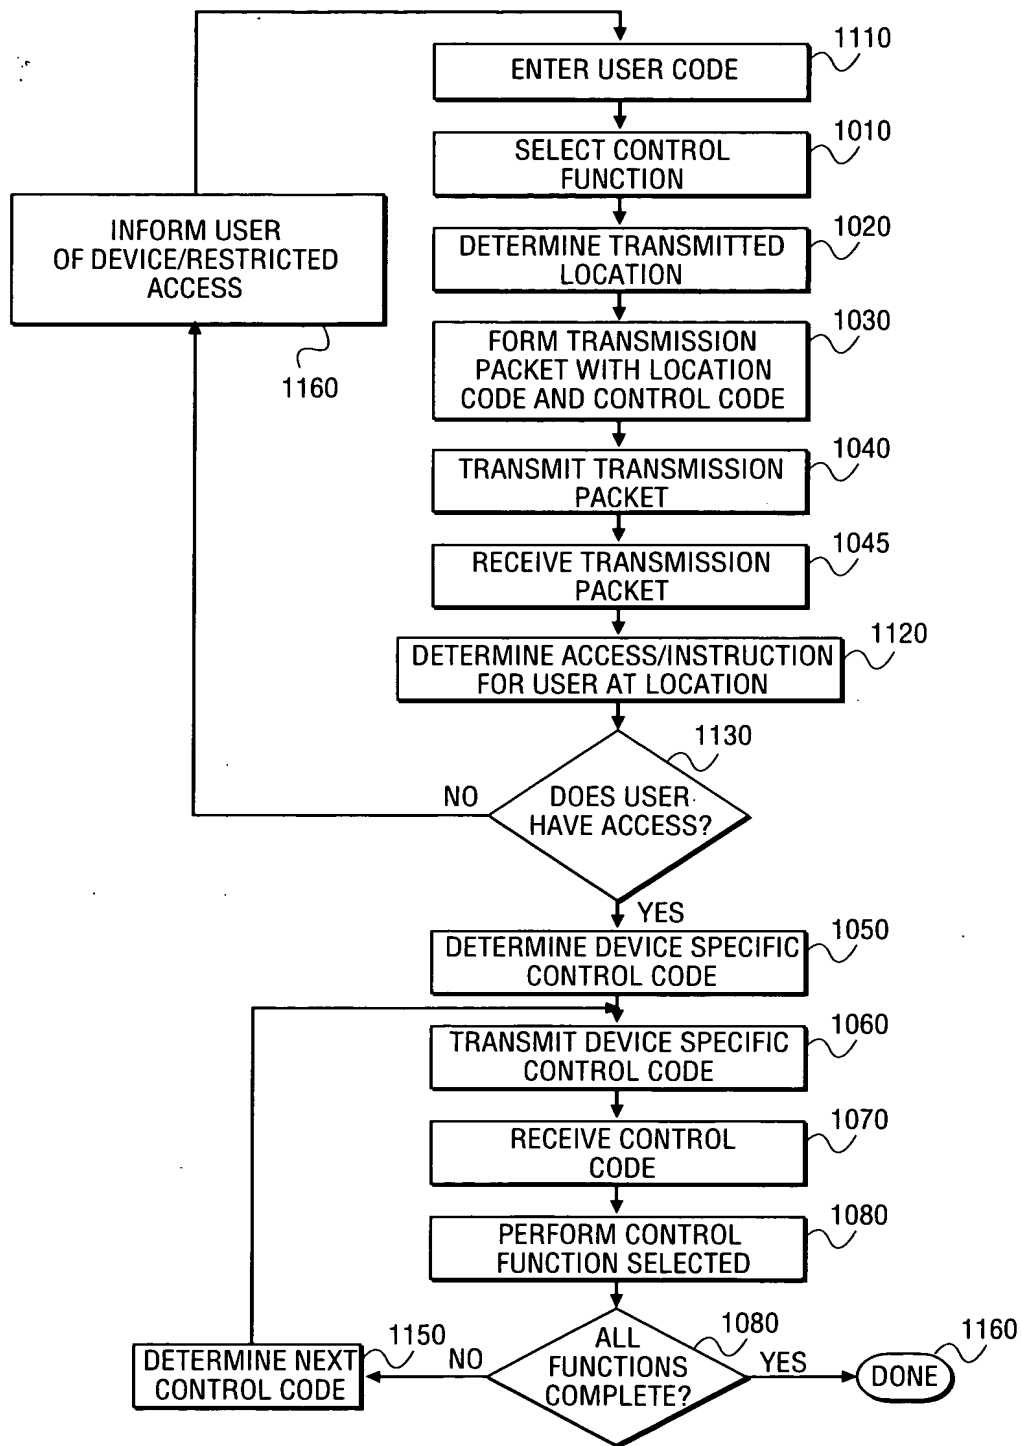 1110
ENTER USER CODE
1010
SELECT CONTROL
FUNCTION
INFORM USER
OF DEVICE/RESTRICTED
ACCESS
1160
1020
DETERMINE TRANSMITTED
LOCATION
1030
FORM TRANSMISSION
PACKET WITH LOCATION
CODE AND CONTROL CODE
1040
TRANSMIT TRANSMISSION
PACKET
1045
RECEIVE TRANSMISSION
PACKET
1120
DETERMINE ACCESS/INSTRUCTION
FOR USER AT LOCATION
1130
NO
DOES USER
HAVE ACCESS?
YES
1050
DETERMINE DEVICE SPECIFIC
CONTROL CODE
1060
TRANSMIT DEVICE SPECIFIC
CONTROL CODE
1070
RECEIVE CONTROL
CODE
1080
PERFORM CONTROL
FUNCTION SELECTED
1150
DETERMINE NEXT
CONTROL CODE
NO
1080
ALL
FUNCTIONS
COMPLETE?
YES
1160
DONE